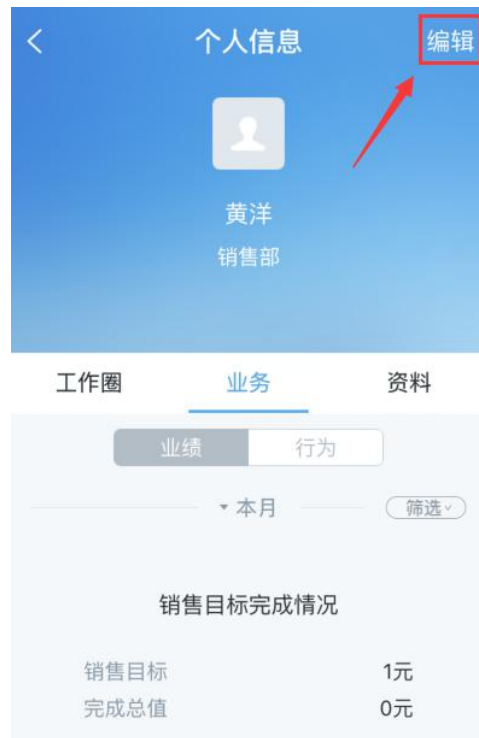 个人信息 编辑
黄洋
销售部
工作圈 业务 资料
业绩 行为
本月 筛选
销售目标完成情况
销售目标 1元
完成总值 0元